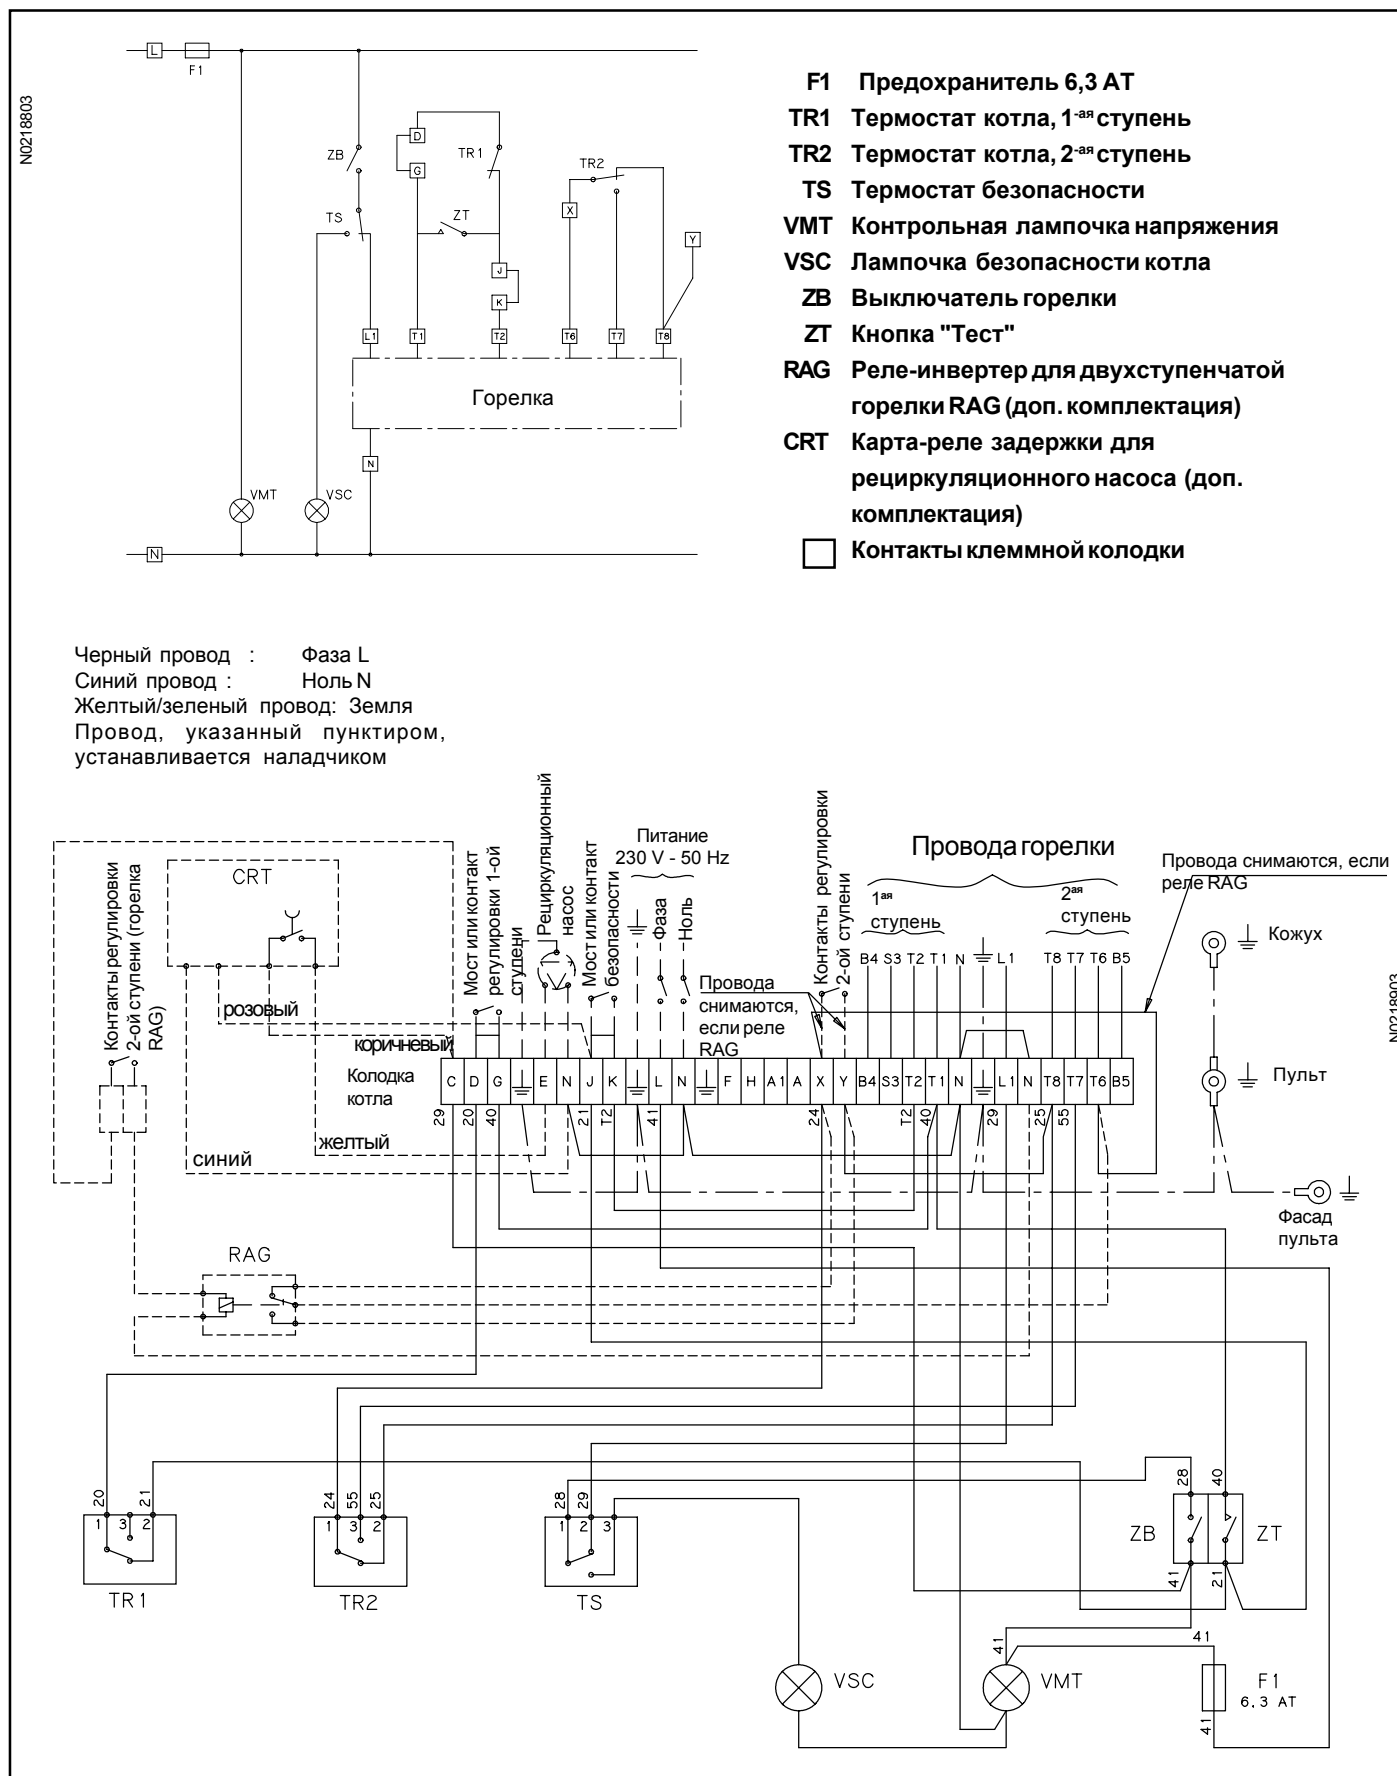 N0218803
L
F1
ZB
TS
D
G
TR1
ZT
J
K
TR2
X
Y
L1
T1
T2
T6
T7
T8
Горелка
N
VMT
VSC
N
F1 Предохранитель 6,3 АТ
TR1 Термостат котла, 1-ая ступень
TR2 Термостат котла, 2-ая ступень
TS Термостат безопасности
VMT Контрольная лампочка напряжения
VSC Лампочка безопасности котла
ZB Выключатель горелки
ZT Кнопка "Тест"
RAG Реле-инвертер для двухступенчатой
горелки RAG (доп. комплектация)
CRT Карта-реле задержки для
рециркуляционного насоса (доп.
комплектация)
Контакты клеммной колодки
Черный провод : Фаза L
Синий провод : Ноль N
Желтый/зеленый провод: Земля
Провод, указанный пунктиром,
устанавливается наладчиком
Контакты регулировки
2-ой ступени (горелка
RAG)
CRT
Мост или контакт
регулировки 1-ой
ступени
Рециркуляционный
насос
Мост или контакт
безопасности
Питание
230 V - 50 Hz
Фаза
Ноль
Провода
снимаются,
если реле
RAG
Контакты регулировки
2-ой ступени
Провода горелки
1ая
ступень
2ая
ступень
B4 S3 T2 T1 N L1 T8 T7 T6 B5
Провода снимаются, если
реле RAG
Кожух
Пульт
Фасад
пульта
N0218903
розовый
коричневый
Колодка
котла
C D G E N J K L N F H A1 A X Y B4 S3 T2 T1 N L1 N T8 T7 T6 B5
29 20 40 21 T2 41 24 T2 40 29 25 55
желтый
синий
RAG
20 21
1 3 2
TR1
24 55 25
1 3 2
TR2
28 29
1 2 3
TS
28 40
ZB ZT
41 21
VSC
41
VMT
41
F1
6,3 AT
41